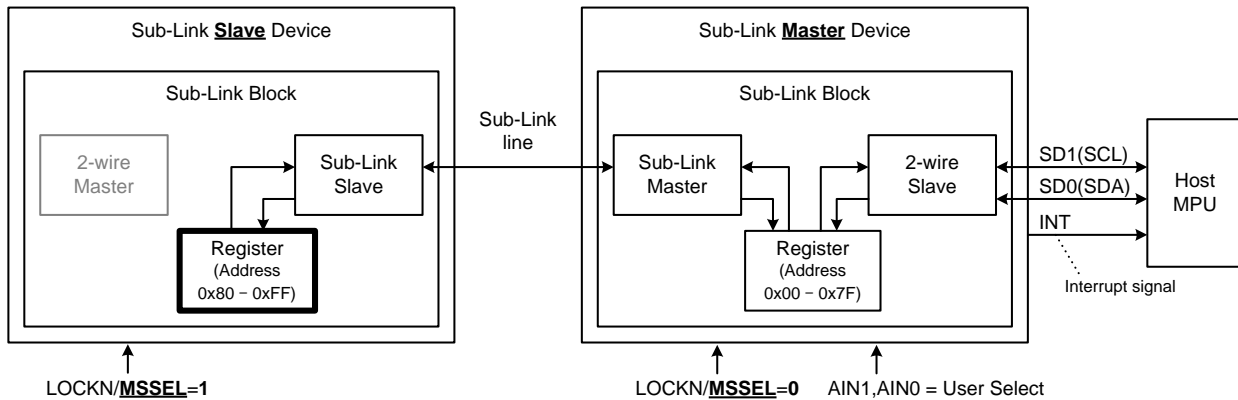 Sub-Link Slave Device
Sub-Link Block
2-wire
Master
Sub-Link
Slave
Register
(Address
0x80 – 0xFF)
LOCKN/MSSEL=1
Sub-Link
line
Sub-Link Master Device
Sub-Link Block
Sub-Link
Master
2-wire
Slave
Register
(Address
0x00 – 0x7F)
LOCKN/MSSEL=0
AIN1,AIN0 = User Select
SD1(SCL)
SD0(SDA)
INT
Interrupt signal
Host
MPU